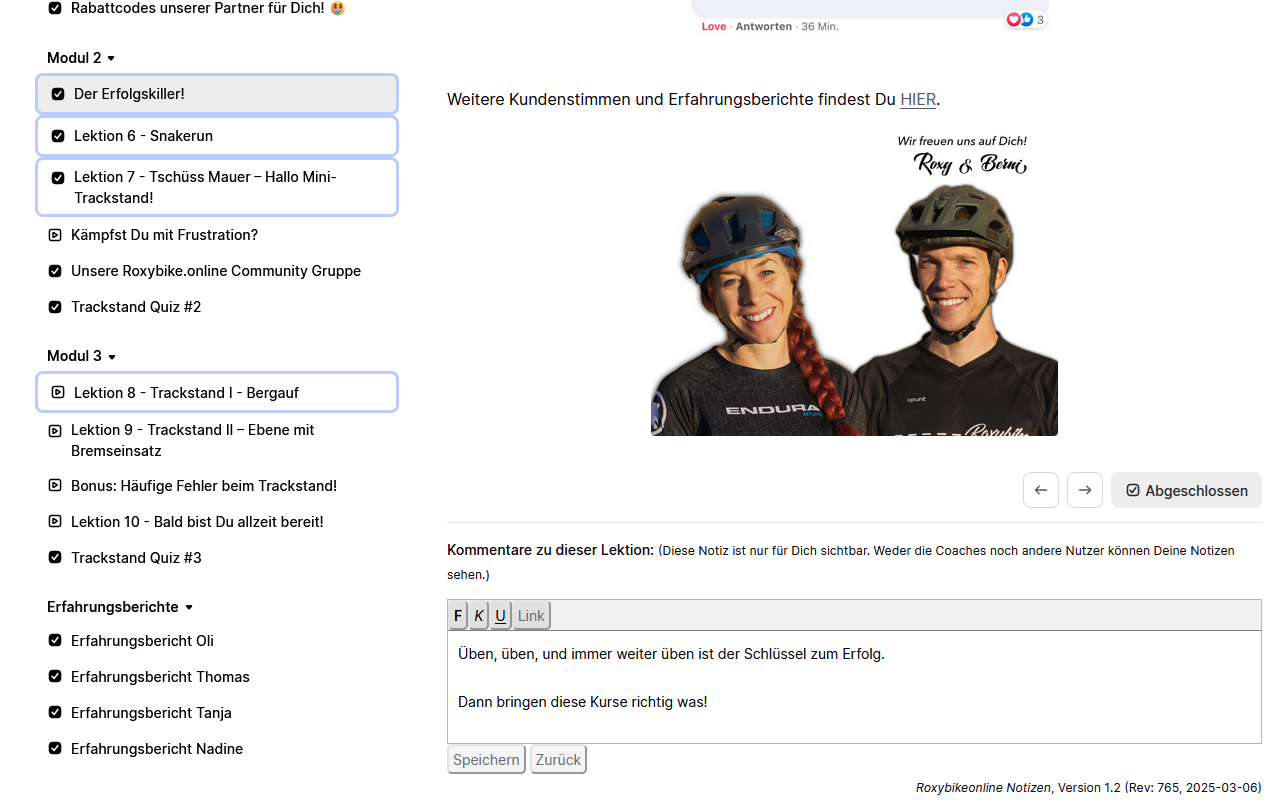 Rabattcodes unserer Partner für Dich! 🤑
Modul 2
Der Erfolgskiller!
Lektion 6 - Snakerun
Lektion 7 - Tschüss Mauer – Hallo Mini-
Trackstand!
Kämpfst Du mit Frustration?
Unsere Roxybike.online Community Gruppe
Trackstand Quiz #2
Modul 3
Lektion 8 - Trackstand I - Bergauf
Lektion 9 - Trackstand II – Ebene mit
Bremseinsatz
Bonus: Häufige Fehler beim Trackstand!
Lektion 10 - Bald bist Du allzeit bereit!
Trackstand Quiz #3
Erfahrungsberichte
Erfahrungsbericht Oli
Erfahrungsbericht Thomas
Erfahrungsbericht Tanja
Erfahrungsbericht Nadine
Love · Antworten · 36 Min.
3
Weitere Kundenstimmen und Erfahrungsberichte findest Du HIER.
Wir freuen uns auf Dich!
Roxy & Berni
ENDURA
opunt
Roxybike
Abgeschlossen
Kommentare zu dieser Lektion: (Diese Notiz ist nur für Dich sichtbar. Weder die Coaches noch andere Nutzer können Deine Notizen
sehen.)
F K U Link
Üben, üben, und immer weiter üben ist der Schlüssel zum Erfolg.
Dann bringen diese Kurse richtig was!
Speichern Zurück
Roxybikeonline Notizen, Version 1.2 (Rev: 765, 2025-03-06)